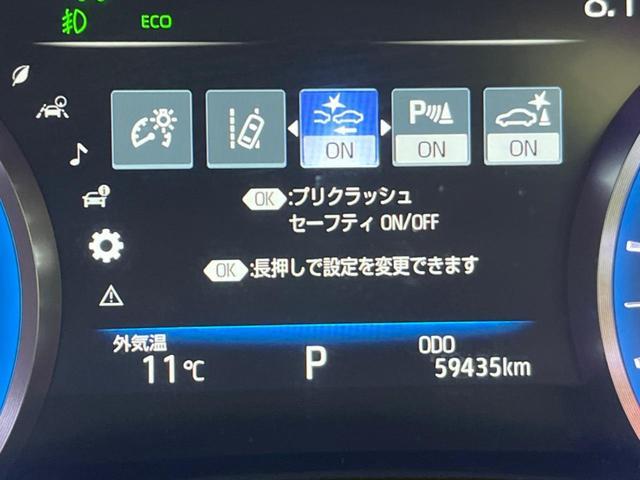 ECO
P
ON
ON
ON
OK :プリクラッシュ
セーフティ ON/OFF
OK :長押しで設定を変更できます
外気温
11℃
P
ODO
59435km